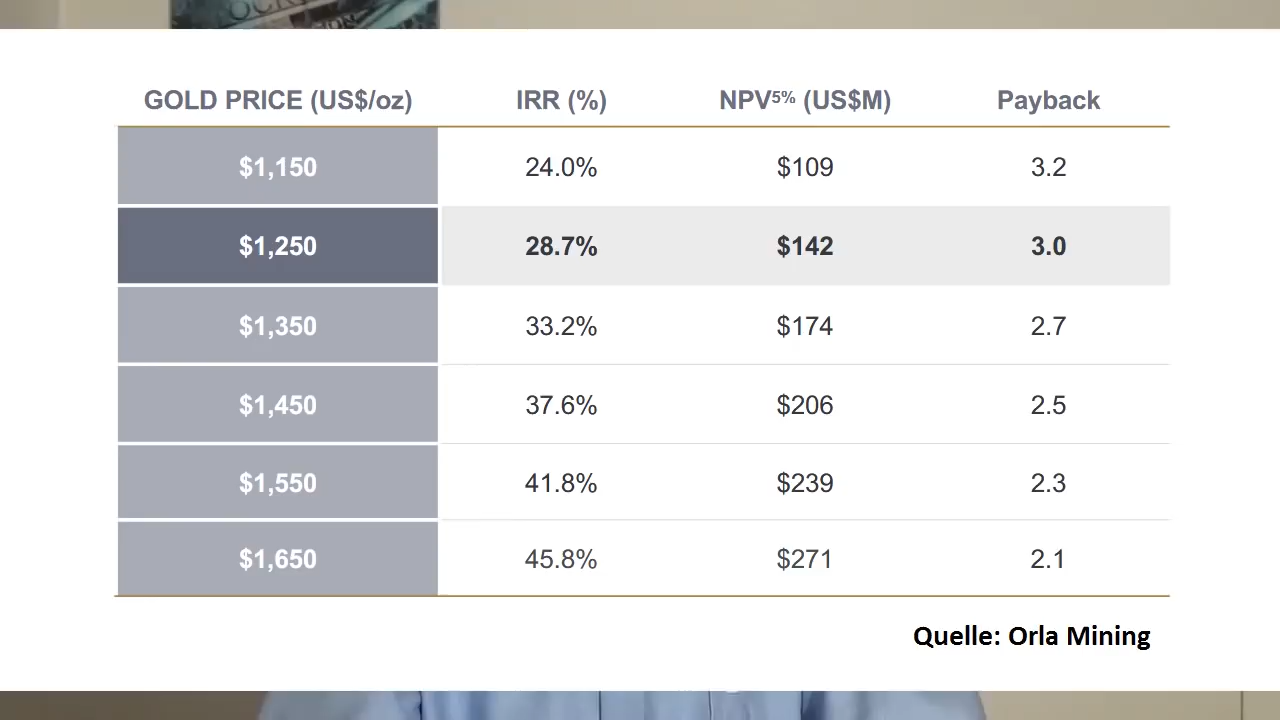 GOLD PRICE (US$/oz) IRR (%) NPV5% (US$M) Payback
$1,150 24.0% $109 3.2
$1,250 28.7% $142 3.0
$1,350 33.2% $174 2.7
$1,450 37.6% $206 2.5
$1,550 41.8% $239 2.3
$1,650 45.8% $271 2.1
Quelle: Orla Mining